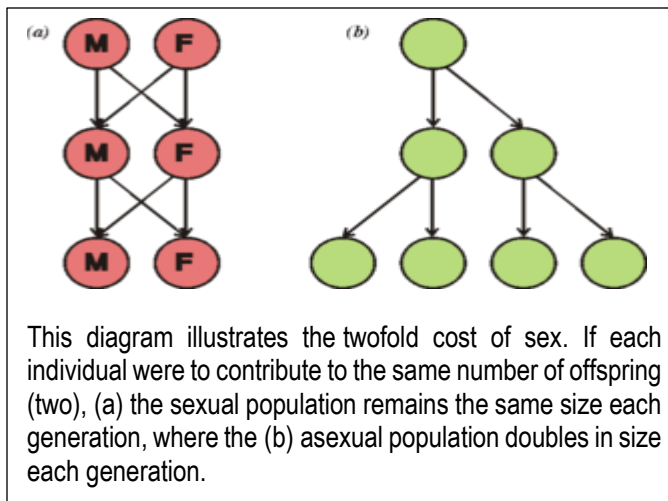 (a) M F (b)
M F
M F
This diagram illustrates the twofold cost of sex. If each
individual were to contribute to the same number of offspring
(two), (a) the sexual population remains the same size each
generation, where the (b) asexual population doubles in size
each generation.